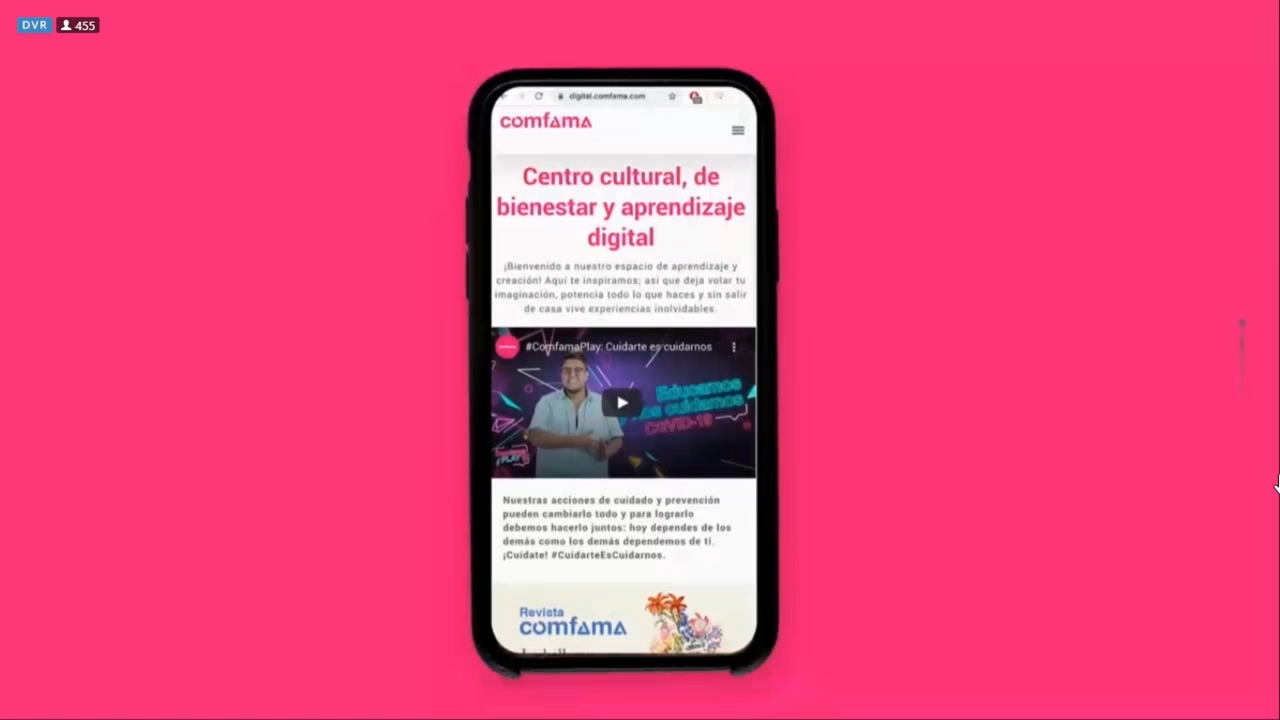 DVR 455
digital.comfama.com
comfama
Centro cultural, de
bienestar y aprendizaje
digital
¡Bienvenido a nuestro espacio de aprendizaje y
creación! Aquí te inspiramos; así que deja volar tu
imaginación, potencia todo lo que haces y sin salir
de casa vive experiencias inolvidables.
#ComfamaPlay: Cuidarte es cuidarnos
Educamos
y nos cuidamos
COVID-19
Nuestras acciones de cuidado y prevención
pueden cambiarlo todo y para lograrlo
debemos hacerlo juntos: hoy dependes de los
demás como los demás dependemos de ti.
¡Cuídate! #CuidarteEsCuidarnos.
Revista
comfama